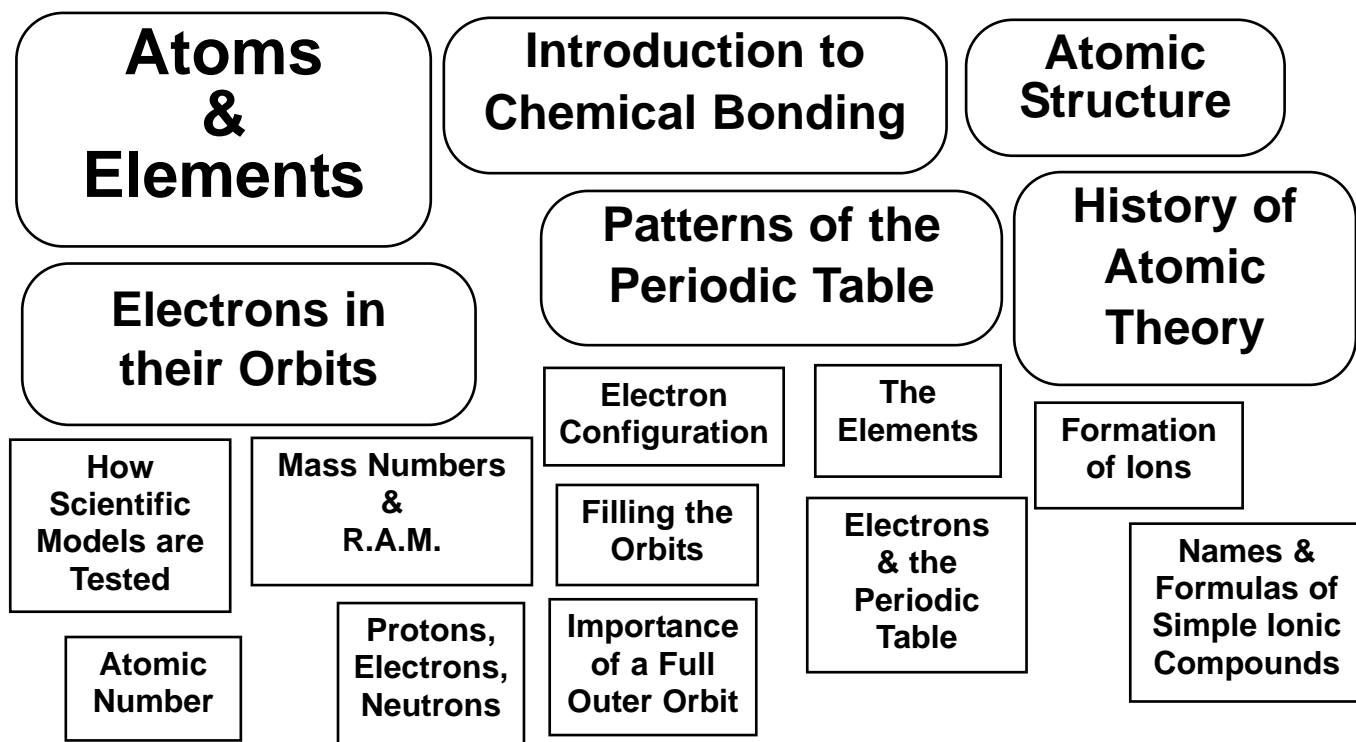 Atoms
&
Elements
Introduction to
Chemical Bonding
Atomic
Structure
Patterns of the
Periodic Table
History of
Atomic
Theory
Electrons in
their Orbits
Electron
Configuration
The
Elements
Formation
of Ions
How
Scientific
Models are
Tested
Mass Numbers
&
R.A.M.
Filling the
Orbits
Electrons
& the
Periodic
Table
Names &
Formulas of
Simple Ionic
Compounds
Atomic
Number
Protons,
Electrons,
Neutrons
Importance
of a Full
Outer Orbit